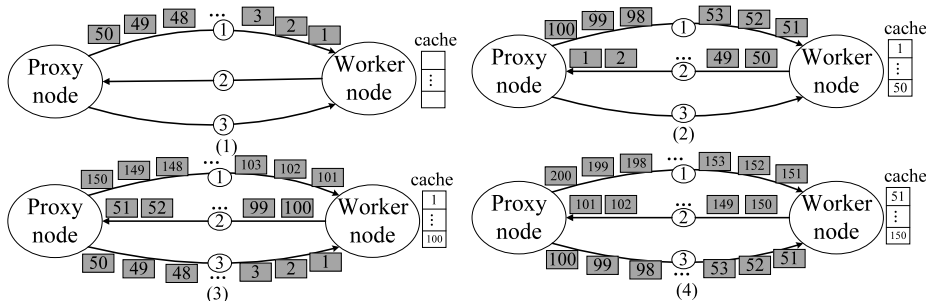 50 49 48 ... 3 2 1
1
cache
Proxy node
2
Worker node
⋮
3
(1)
100 99 98 ... 53 52 51
1
cache
Proxy node
1 2 ... 49 50
2
Worker node
1
⋮
50
3
(2)
150 149 148 ... 103 102 101
1
cache
Proxy node
51 52 ... 99 100
2
Worker node
1
⋮
100
3
50 49 48 ... 3 2 1
(3)
200 199 198 ... 153 152 151
1
cache
Proxy node
101 102 ... 149 150
2
Worker node
51
⋮
150
3
100 99 98 ... 53 52 51
(4)